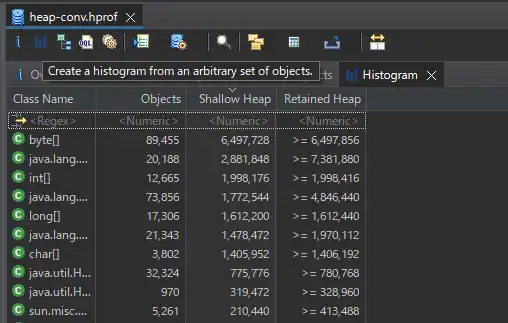 heap-conv.hprof
Create a histogram from an arbitrary set of objects.
Histogram
Class Name Objects Shallow Heap Retained Heap
<Regex> <Numeric> <Numeric> <Numeric>
byte[] 89,455 6,497,728 >= 6,497,856
java.lang.... 20,188 2,881,848 >= 7,381,880
int[] 12,665 1,998,176 >= 1,998,416
java.lang.... 73,856 1,772,544 >= 4,846,440
long[] 17,306 1,612,200 >= 1,612,440
java.lang.... 21,343 1,478,472 >= 1,970,112
char[] 3,802 1,405,952 >= 1,406,192
java.util.H... 32,324 775,776 >= 780,768
java.util.H... 970 319,472 >= 328,960
sun.misc.... 5,261 210,440 >= 413,488